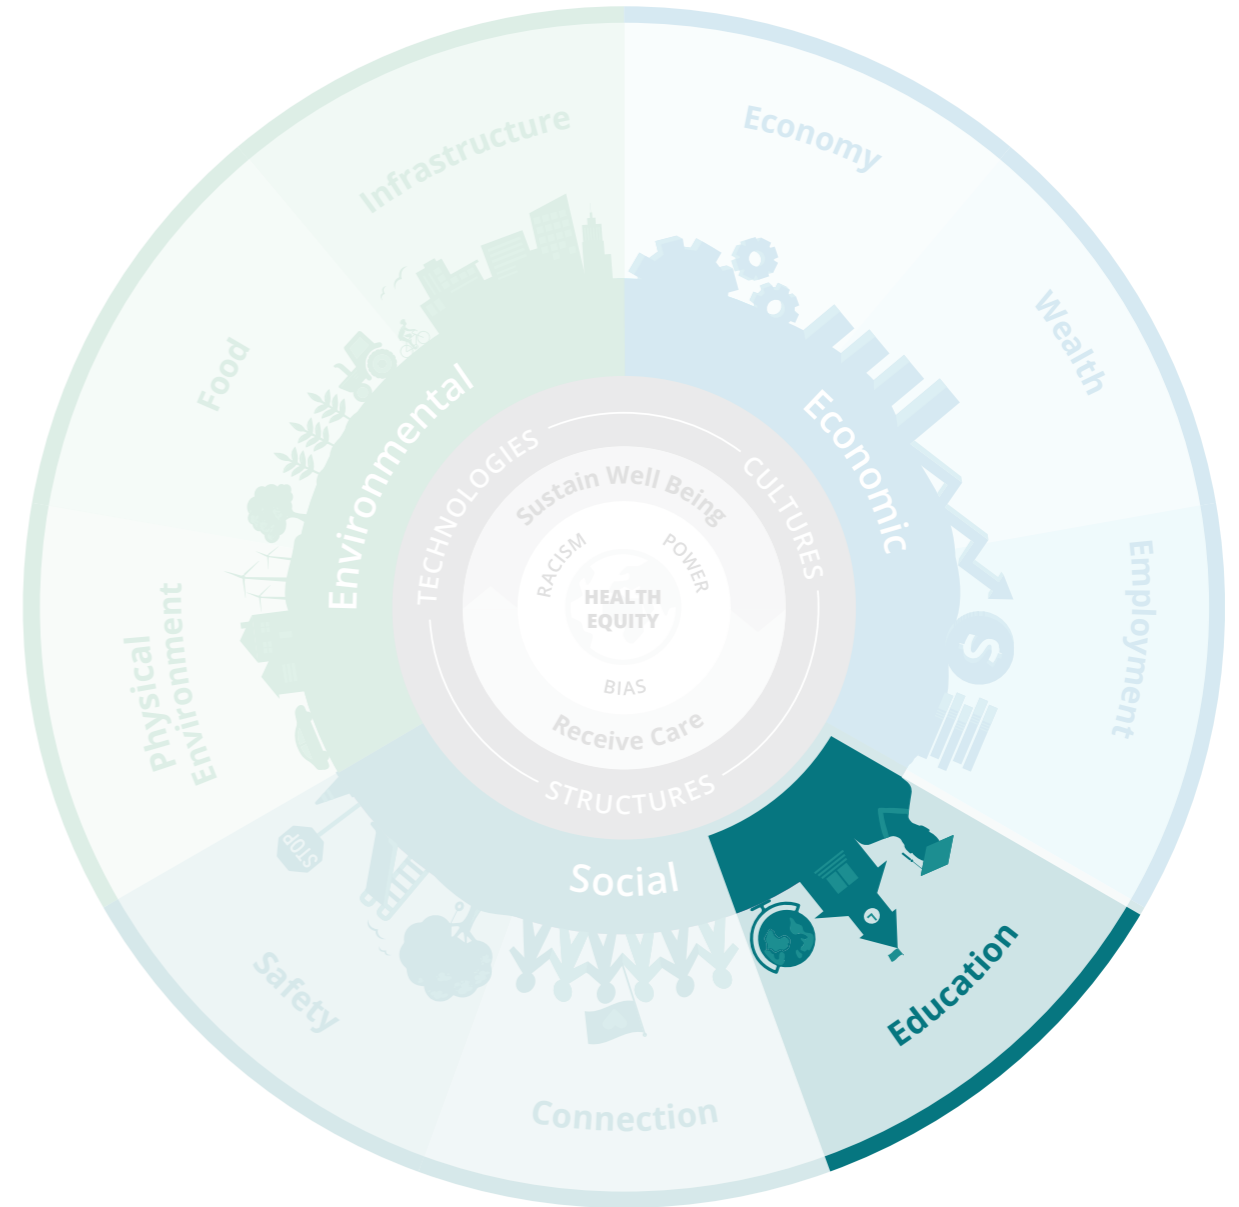 Infrastructure
Economy
Wealth
Food
Environmental
Economic
TECHNOLOGIES
CULTURES
Sustain Well Being
RACISM
POWER
HEALTH
EQUITY
BIAS
Receive Care
STRUCTURES
Employment
Physical
Environment
Social
STOP
Safety
Connection
Education